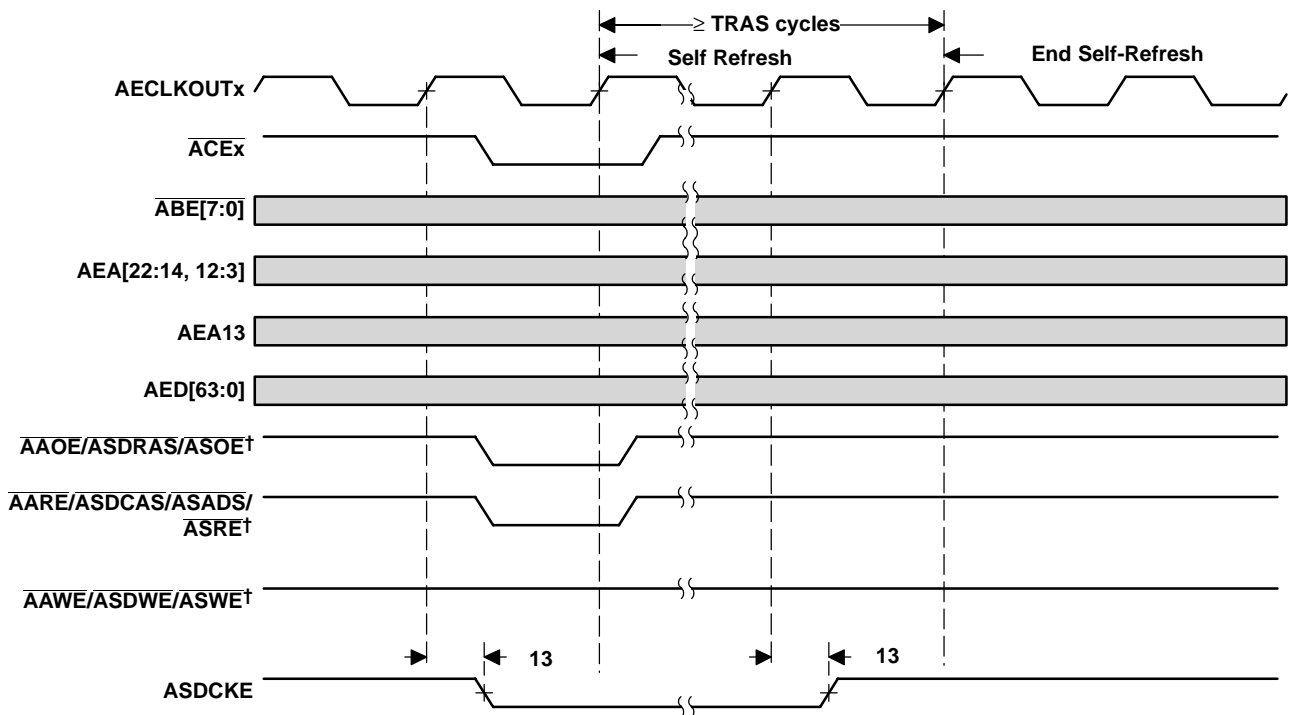 ≥ TRAS cycles
Self Refresh
End Self-Refresh
AECLKOUTx
ACEx
ABE[7:0]
AEA[22:14, 12:3]
AEA13
AED[63:0]
AAOE/ASDRAS/ASOE†
AARE/ASDCAS/ASADS/
ASRE†
AAWE/ASDWE/ASWE†
13
13
ASDCKE